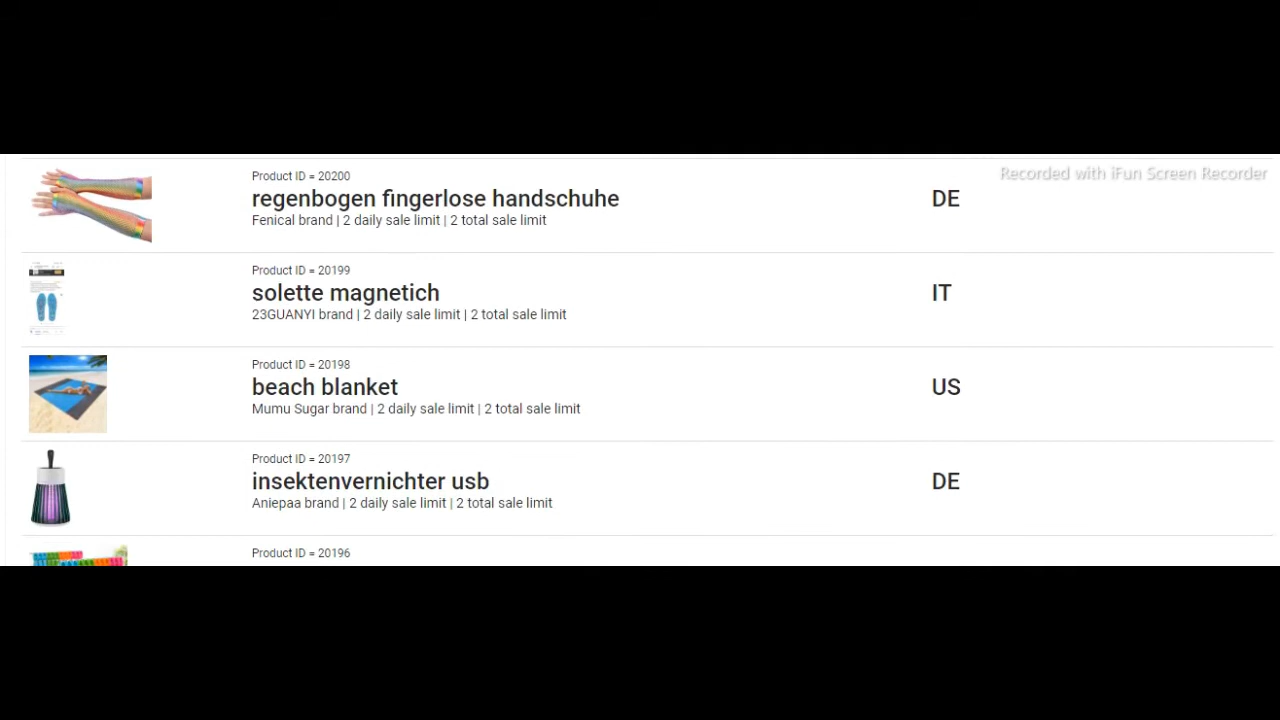 Recorded with iFun Screen Recorder
Product ID = 20200
regenbogen fingerlose handschuhe
DE
Fenical brand | 2 daily sale limit | 2 total sale limit
Product ID = 20199
solette magnetich
IT
23GUANYI brand | 2 daily sale limit | 2 total sale limit
Product ID = 20198
beach blanket
US
Mumu Sugar brand | 2 daily sale limit | 2 total sale limit
Product ID = 20197
insektenvernichter usb
DE
Aniepaa brand | 2 daily sale limit | 2 total sale limit
Product ID = 20196